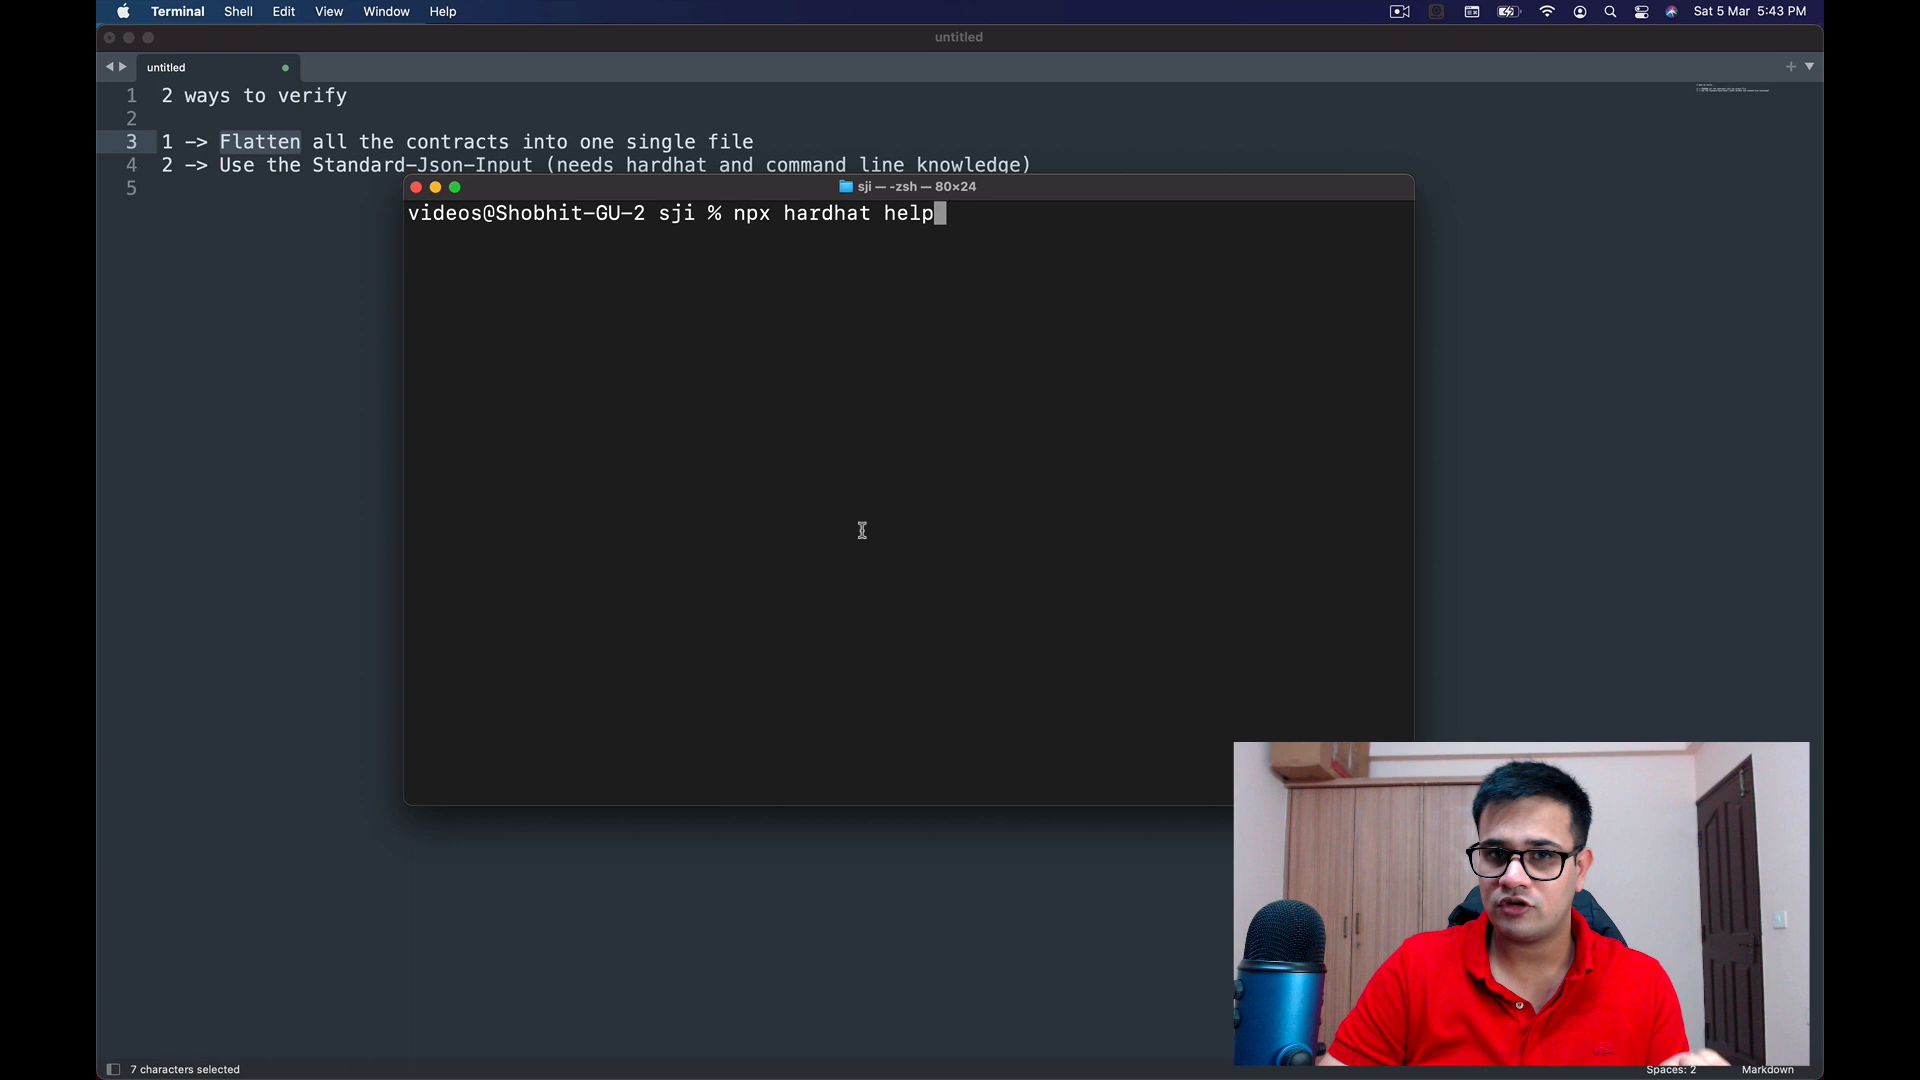 Terminal Shell Edit View Window Help Sat 5 Mar 5:43 PM
untitled
untitled
1 2 ways to verify
2
3 1 -> Flatten all the contracts into one single file
4 2 -> Use the Standard-Json-Input (needs hardhat and command line knowledge)
5
sji — -zsh — 80×24
videos@Shobhit-GU-2 sji % npx hardhat help
7 characters selected Spaces: 2 Markdown